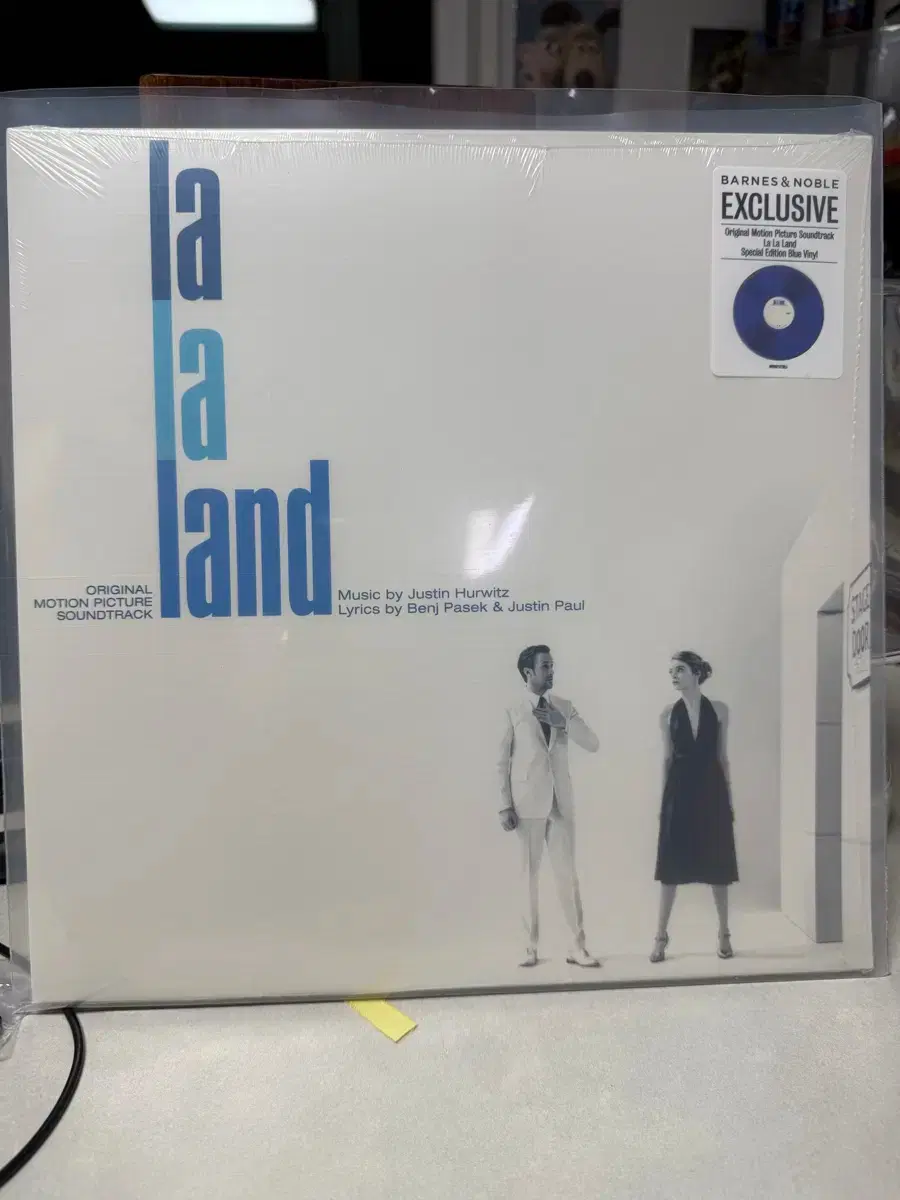 la
la
land
ORIGINAL
MOTION PICTURE
SOUNDTRACK
Music by Justin Hurwitz
Lyrics by Benj Pasek & Justin Paul
BARNES & NOBLE
EXCLUSIVE
Original Motion Picture Soundtrack
La La Land
Special Edition Blue Vinyl
STAGE
DOOR